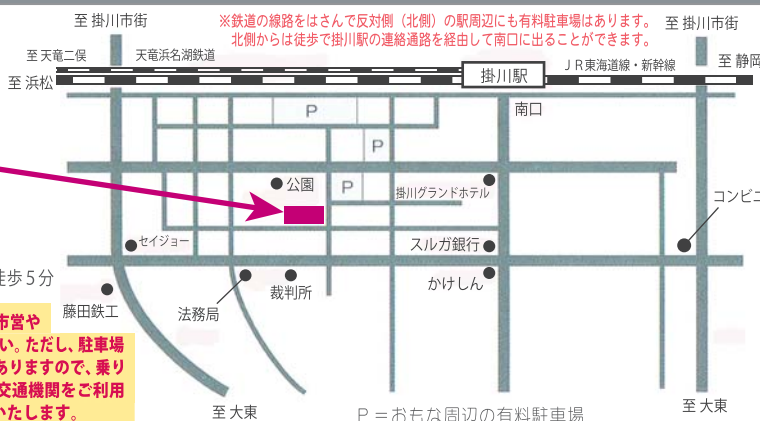 至 掛川市街
※鉄道の線路をはさんで反対側（北側）の駅周辺にも有料駐車場はあります。
北側からは徒歩で掛川駅の連絡通路を経由して南口に出ることができます。
至 掛川市街
至 天竜二俣
天竜浜名湖鉄道
掛川駅
ＪＲ東海道線・新幹線
至 静岡
至 浜松
南口
P
P
P
公園
掛川グランドホテル
コンビニ
セイジョー
スルガ銀行
徒歩５分
かけしん
藤田鉄工
法務局
裁判所
市営や
い。ただし、駐車場
ありますので、乗り
交通機関をご利用
いたします。
至 大東
Ｐ＝おもな周辺の有料駐車場
至 大東